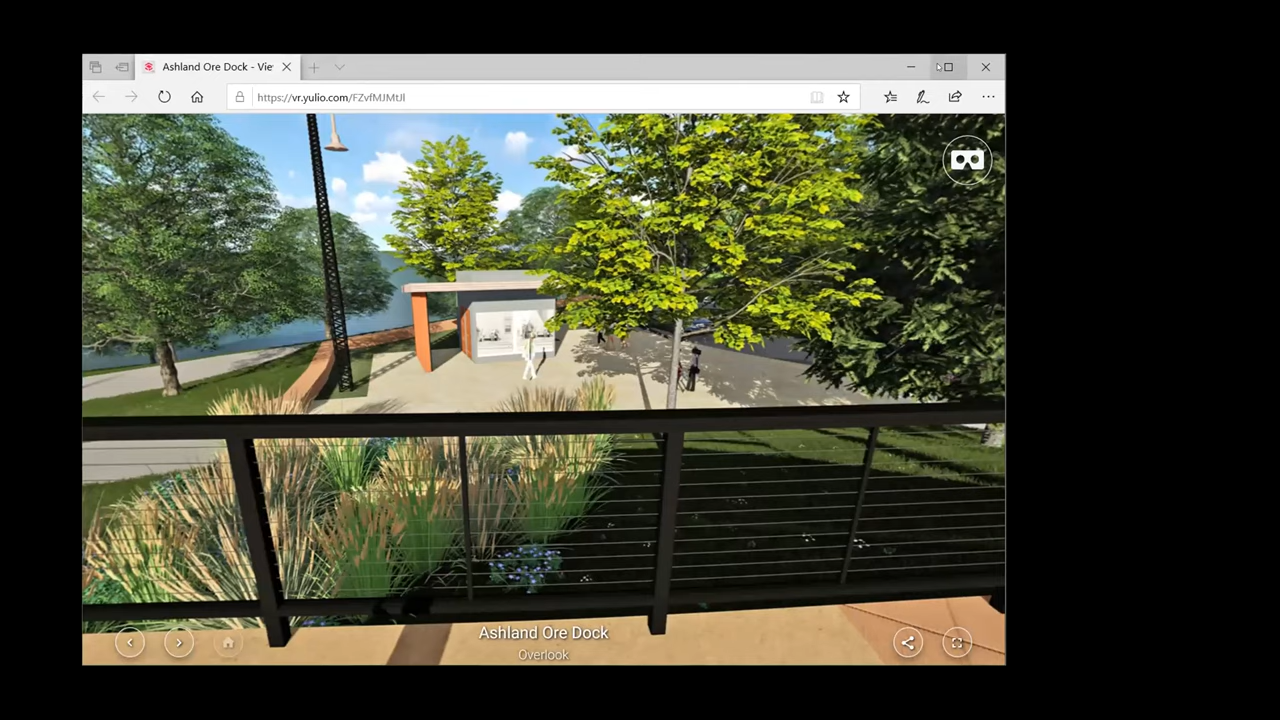 Ashland Ore Dock - Vie
https://vr.yulio.com/FZvfMJMtJl
Ashland Ore Dock
Overlook